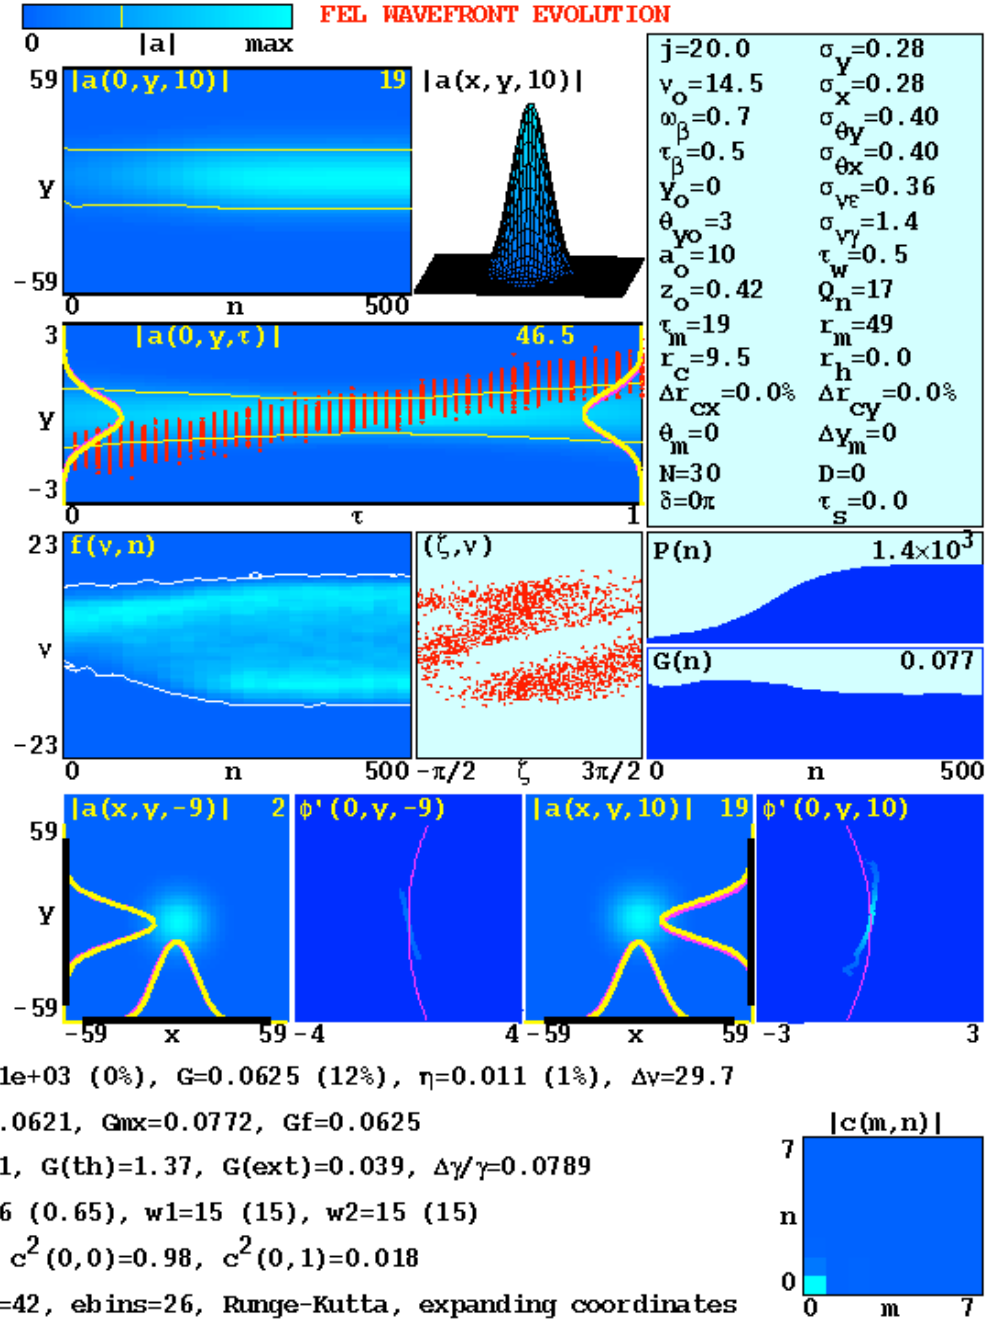 FEL WAVEFRONT EVOLUTION
0 |a| max
59 |a(0,y,10)| 19 |a(x,y,10)|
y
-59
0 n 500
j=20.0 σy=0.28
νo=14.5 σx=0.28
ωβ=0.7 σθy=0.40
τβ=0.5 σθx=0.40
yo=0 σνε=0.36
θyo=3 σνγ=1.4
ao=10 τw=0.5
zo=0.42 Qn=17
τm=19 rm=49
rc=9.5 rh=0.0
Δrcx=0.0% Δrcy=0.0%
θm=0 Δym=0
N=30 D=0
δ=0π τs=0.0
3 |a(0,y,τ)| 46.5
y
-3
0 τ 1
23 f(ν,n) (ζ,ν) P(n) 1.4×10³
ν G(n) 0.077
-23
0 n 500 -π/2 ζ 3π/2 0 n 500
|a(x,y,-9)| 2 ϕ'(0,y,-9) |a(x,y,10)| 19 ϕ'(0,y,10)
59
y
-59
-59 x 59 -4 4 -59 x 59 -3 3
1e+03 (0%), G=0.0625 (12%), η=0.011 (1%), Δν=29.7
.0621, Gmx=0.0772, Gf=0.0625
1, G(th)=1.37, G(ext)=0.039, Δγ/γ=0.0789
6 (0.65), w1=15 (15), w2=15 (15)
c²(0,0)=0.98, c²(0,1)=0.018
=42, ebins=26, Runge-Kutta, expanding coordinates
|c(m,n)|
7
n
0
0 m 7